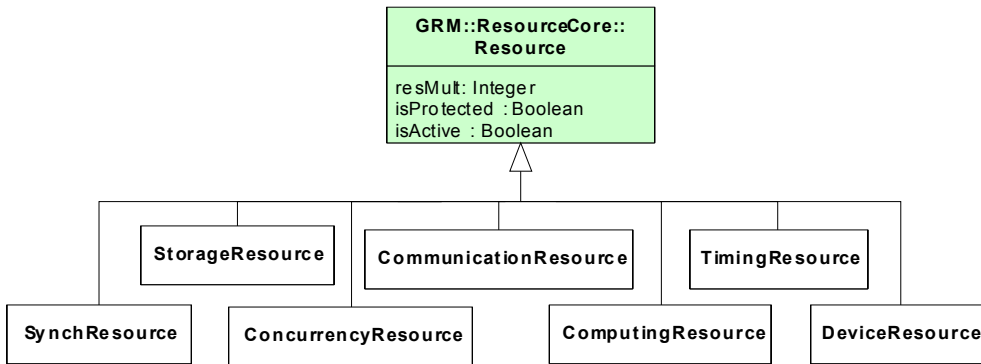 GRM::ResourceCore::
Resource
resMult: Integer
isProtected : Boolean
isActive : Boolean
StorageResource
CommunicationResource
TimingResource
SynchResource
ConcurrencyResource
ComputingResource
DeviceResource